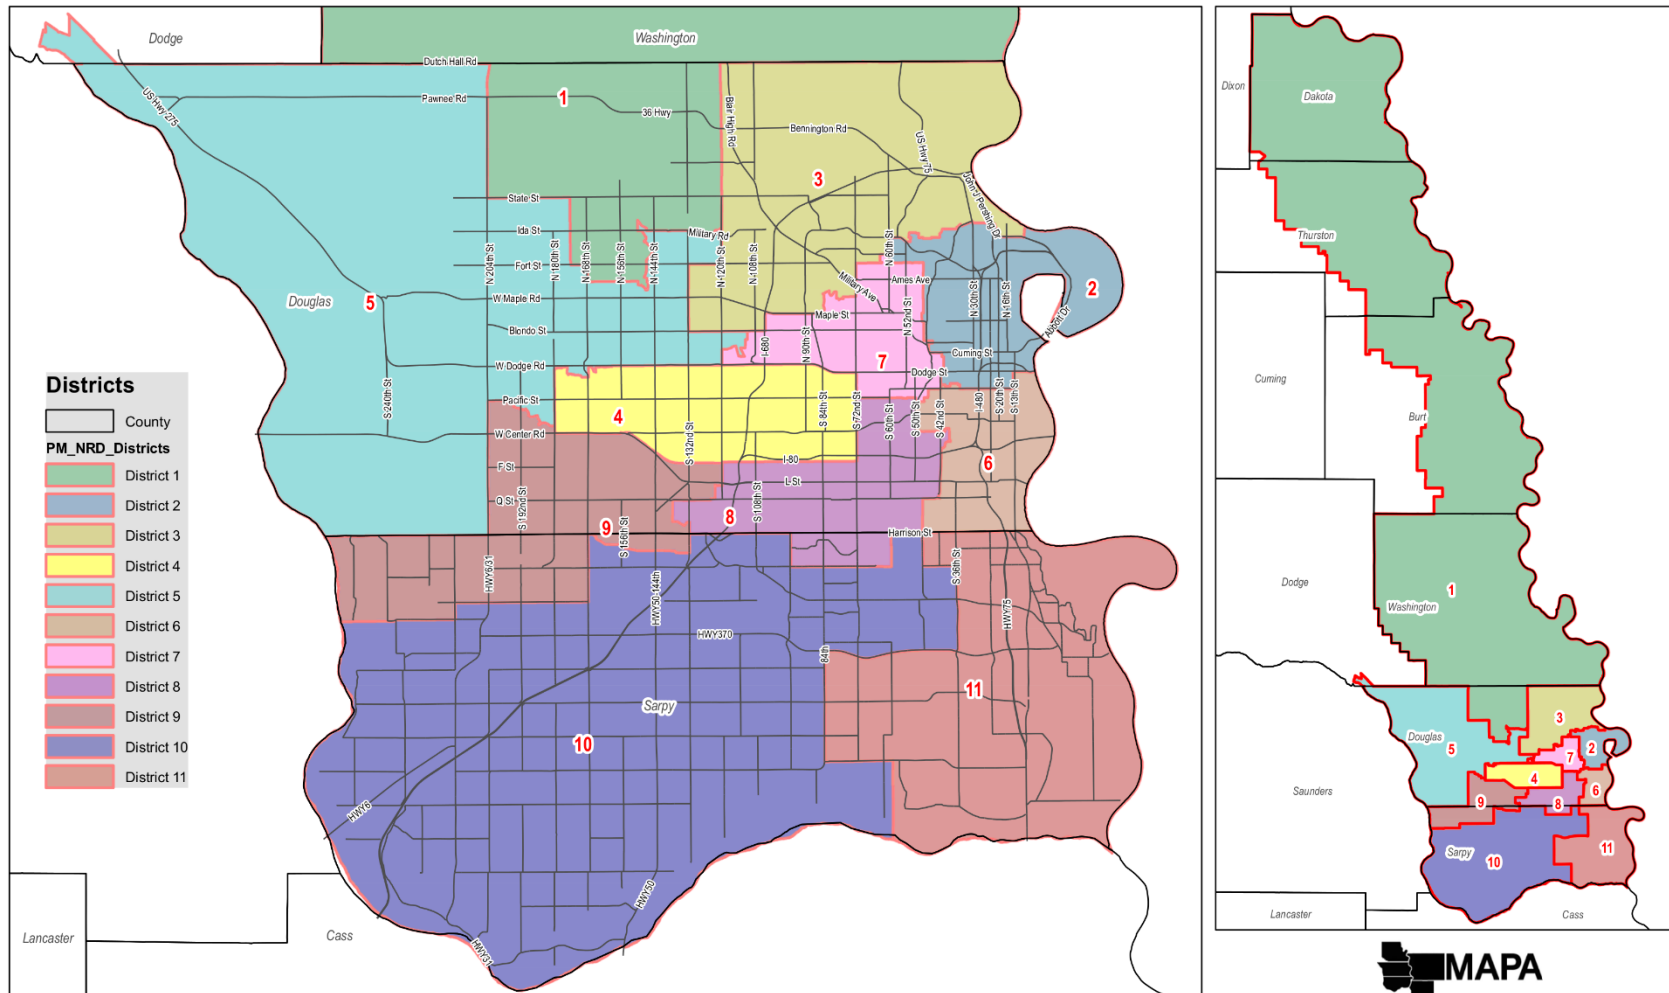 Dodge
Washington
Dutch Hall Rd
US Hwy-275
Pawnee Rd
1
36 Hwy
Blair High Rd
Bennington Rd
US Hwy 75
3
John J Pershing Dr
State St
Ida St
Military Rd
N 204th St
N 180th St
N 168th St
N 156th St
N 144th St
N 120th St
N 108th St
N 60th St
Fort St
Military Ave
Ames Ave
2
Douglas
5
W Maple Rd
Maple St
N 52nd St
N 30th St
N 16th St
Abbott Dr
Blondo St
I-680
N 90th St
7
Cuming St
W Dodge Rd
Dodge St
Districts
County
PM_NRD_Districts
District 1
District 2
District 3
District 4
District 5
District 6
District 7
District 8
District 9
District 10
District 11
S 240th St
Pacific St
4
S 84th St
S 72nd St
S 60th St
S 50th St
S 42nd St
I-480
S 20th St
S 13th St
W Center Rd
S 132nd St
F St
I-80
6
L St
Q St
S 192nd St
9
S 156th St
8
S 108th St
Harrison St
HWY6/31
HWY50-144th
S 36th St
HWY75
HWY370
84th
11
Sarpy
10
HWY6
HWY50
HWY31
Lancaster
Cass
Dixon
Dakota
Thurston
Cuming
Burt
Dodge
Washington
1
3
Douglas
5
2
7
4
Saunders
9
8
6
Sarpy
10
11
Lancaster
Cass
MAPA